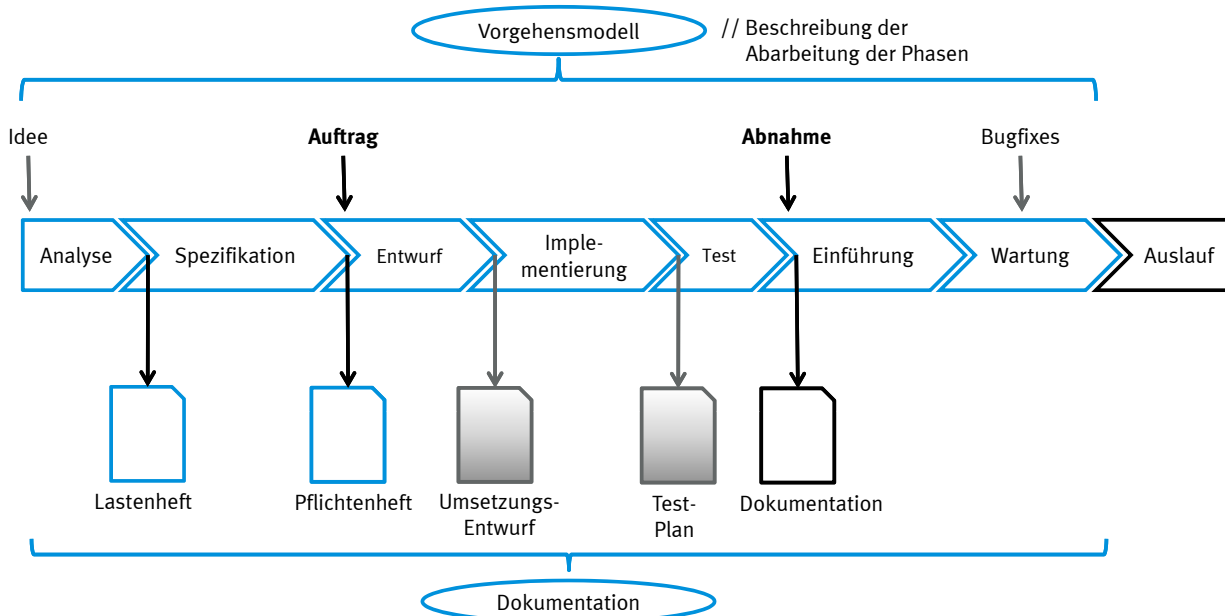 Vorgehensmodell
// Beschreibung der
Abarbeitung der Phasen
Idee
Auftrag
Abnahme
Bugfixes
Analyse
Spezifikation
Entwurf
Imple-
mentierung
Test
Einführung
Wartung
Auslauf
Lastenheft
Pflichtenheft
Umsetzungs-
Entwurf
Test-
Plan
Dokumentation
Dokumentation